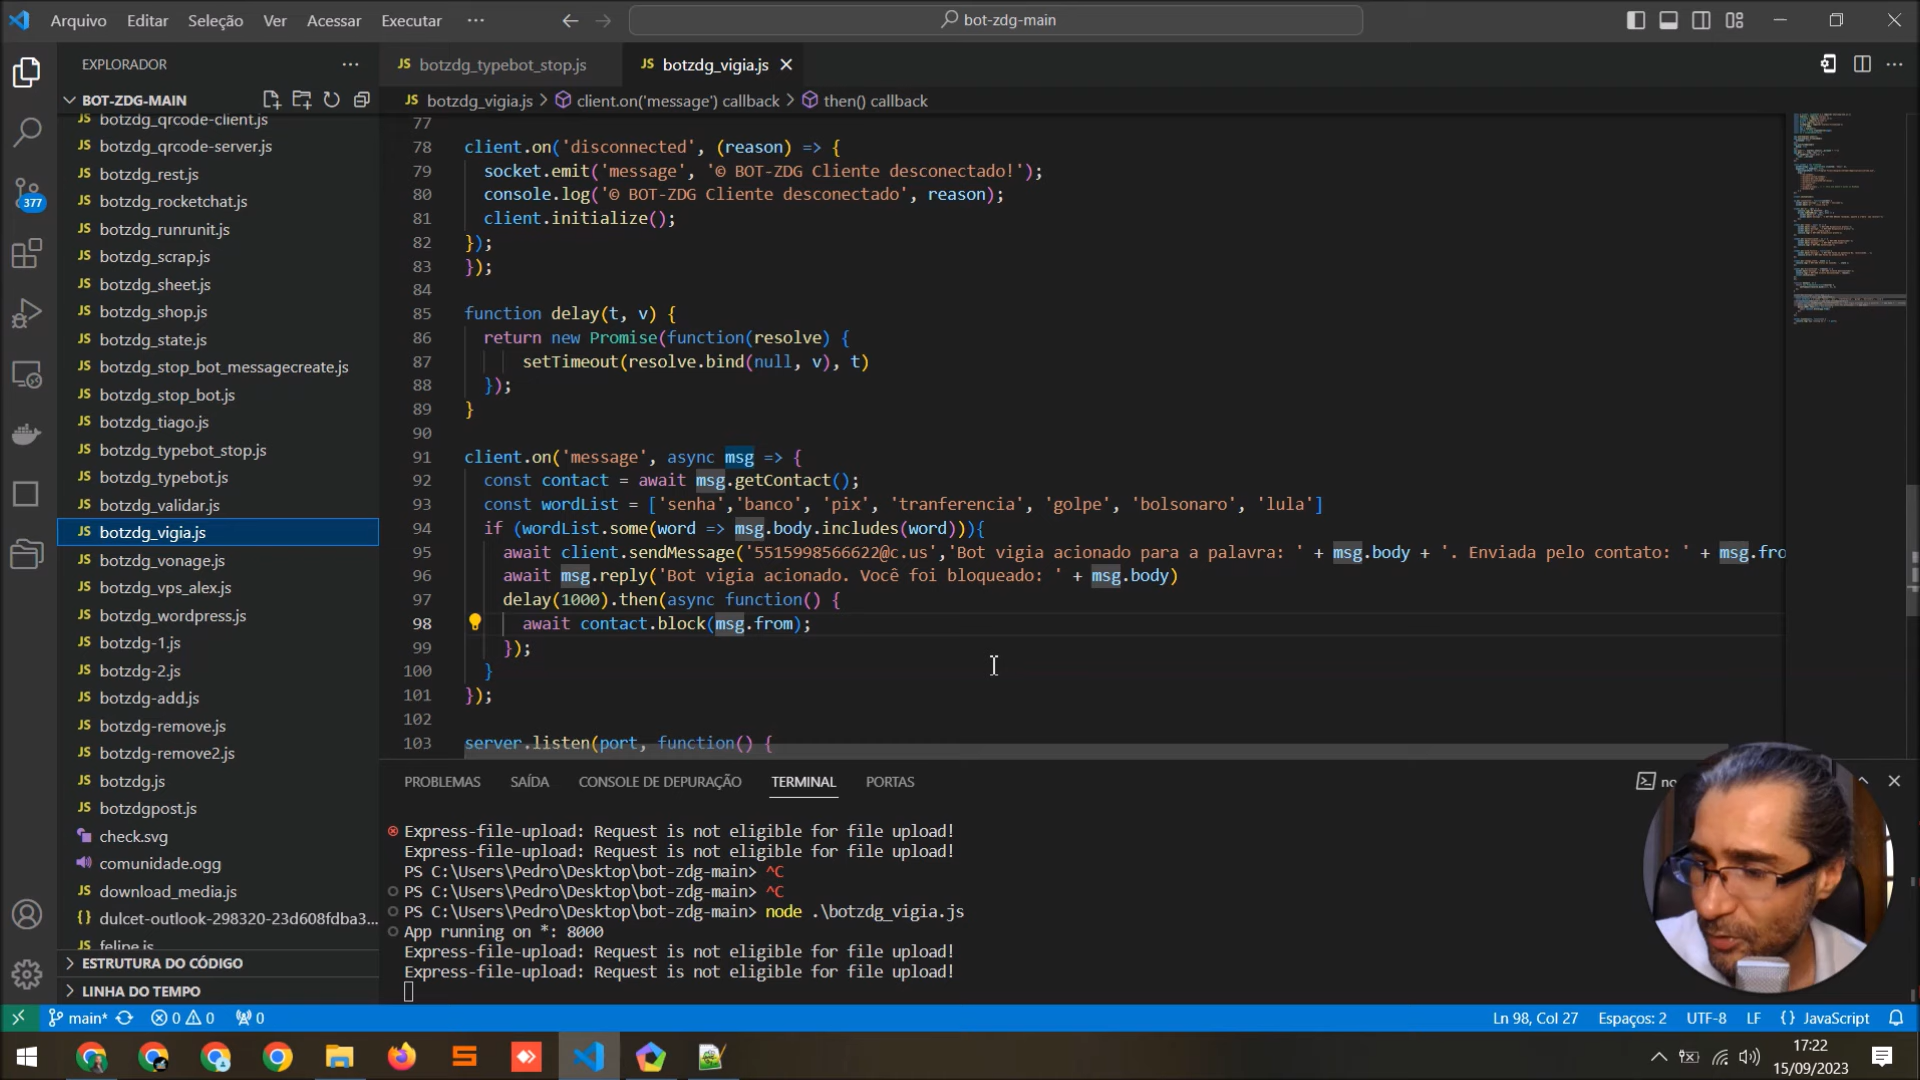 Arquivo Editar Seleção Ver Acessar Executar ··· bot-zdg-main
EXPLORADOR ···
BOT-ZDG-MAIN
JS botzdg_qrcode-client.js
JS botzdg_qrcode-server.js
JS botzdg_rest.js
JS botzdg_rocketchat.js
JS botzdg_runrunit.js
JS botzdg_scrap.js
JS botzdg_sheet.js
JS botzdg_shop.js
JS botzdg_state.js
JS botzdg_stop_bot_messagecreate.js
JS botzdg_stop_bot.js
JS botzdg_tiago.js
JS botzdg_typebot_stop.js
JS botzdg_typebot.js
JS botzdg_validar.js
JS botzdg_vigia.js
JS botzdg_vonage.js
JS botzdg_vps_alex.js
JS botzdg_wordpress.js
JS botzdg-1.js
JS botzdg-2.js
JS botzdg-add.js
JS botzdg-remove.js
JS botzdg-remove2.js
JS botzdg.js
JS botzdgpost.js
check.svg
comunidade.ogg
JS download_media.js
{} dulcet-outlook-298320-23d608fdba3...
JS felipe.js
ESTRUTURA DO CÓDIGO
LINHA DO TEMPO
377
JS botzdg_typebot_stop.js JS botzdg_vigia.js
JS botzdg_vigia.js > client.on('message') callback > then() callback
77
78 client.on('disconnected', (reason) => {
79 socket.emit('message', '© BOT-ZDG Cliente desconectado!');
80 console.log('© BOT-ZDG Cliente desconectado', reason);
81 client.initialize();
82 });
83 });
84
85 function delay(t, v) {
86 return new Promise(function(resolve) {
87 setTimeout(resolve.bind(null, v), t)
88 });
89 }
90
91 client.on('message', async msg => {
92 const contact = await msg.getContact();
93 const wordList = ['senha','banco', 'pix', 'tranferencia', 'golpe', 'bolsonaro', 'lula']
94 if (wordList.some(word => msg.body.includes(word))){
95 await client.sendMessage('5515998566622@c.us','Bot vigia acionado para a palavra: ' + msg.body + '. Enviada pelo contato: ' + msg.fro
96 await msg.reply('Bot vigia acionado. Você foi bloqueado: ' + msg.body)
97 delay(1000).then(async function() {
98 await contact.block(msg.from);
99 });
100 }
101 });
102
103 server.listen(port, function() {
PROBLEMAS SAÍDA CONSOLE DE DEPURAÇÃO TERMINAL PORTAS no
Express-file-upload: Request is not eligible for file upload!
Express-file-upload: Request is not eligible for file upload!
PS C:\Users\Pedro\Desktop\bot-zdg-main> ^C
PS C:\Users\Pedro\Desktop\bot-zdg-main> ^C
PS C:\Users\Pedro\Desktop\bot-zdg-main> node .\botzdg_vigia.js
App running on *: 8000
Express-file-upload: Request is not eligible for file upload!
Express-file-upload: Request is not eligible for file upload!
main* 0 0 0 Ln 98, Col 27 Espaços: 2 UTF-8 LF {} JavaScript
17:22
15/09/2023